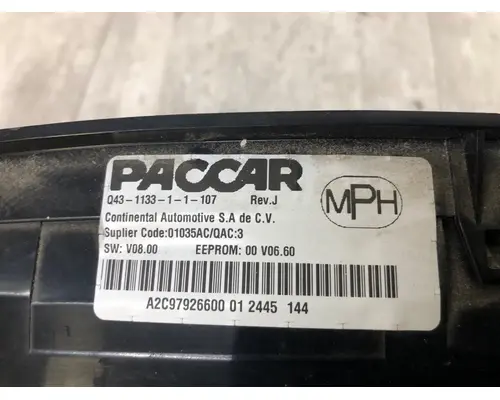 PACCAR
Q43-1133-1-1-107 Rev.J
MPH
Continental Automotive S.A de C.V.
Suplier Code:01035AC/QAC:3
SW: V08.00 EEPROM: 00 V06.60
A2C97926600 01 2445 144